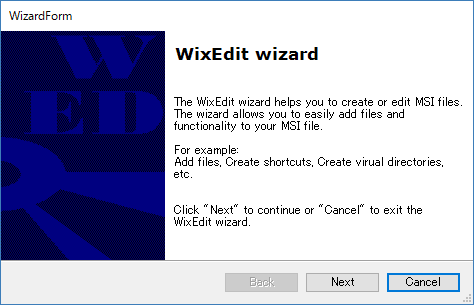 WizardForm
W
ED
WixEdit wizard
The WixEdit wizard helps you to create or edit MSI files.
The wizard allows you to easily add files and
functionality to your MSI file.
For example:
Add files, Create shortcuts, Create virual directories,
etc.
Click "Next" to continue or "Cancel" to exit the
WixEdit wizard.
Back
Next
Cancel